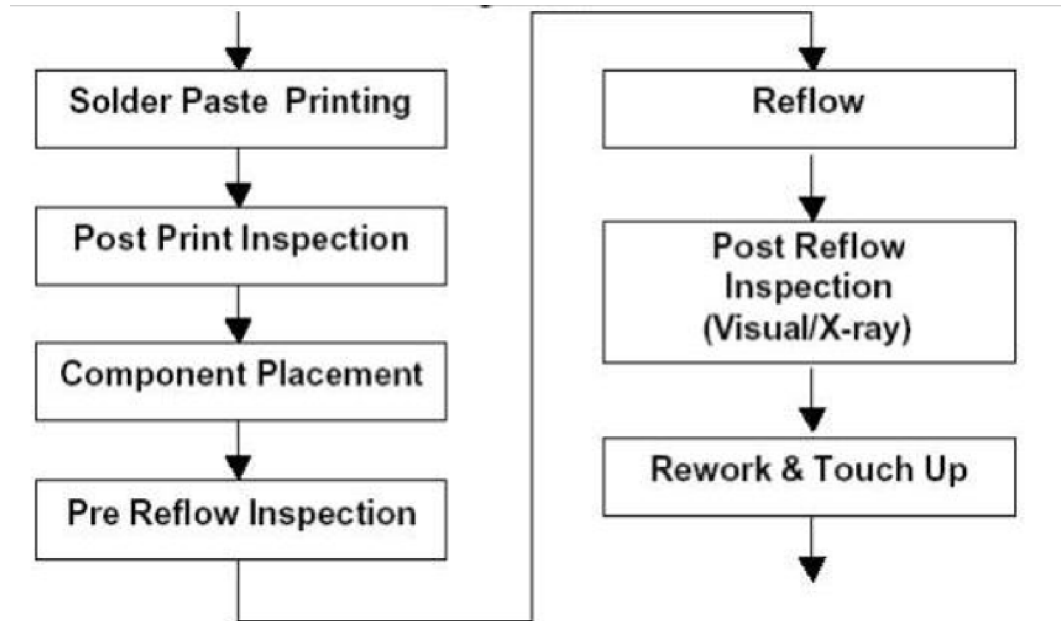 Solder Paste Printing
Post Print Inspection
Component Placement
Pre Reflow Inspection
Reflow
Post Reflow
Inspection
(Visual/X-ray)
Rework & Touch Up